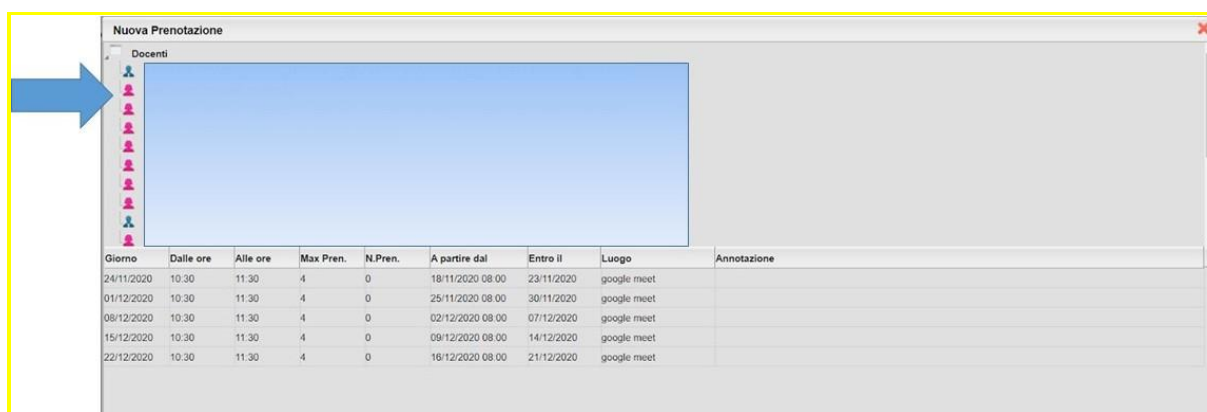 Nuova Prenotazione
Docenti
Giorno Dalle ore Alle ore Max Pren. N.Pren. A partire dal Entro il Luogo Annotazione
24/11/2020 10:30 11:30 4 0 18/11/2020 08:00 23/11/2020 google meet
01/12/2020 10:30 11:30 4 0 25/11/2020 08:00 30/11/2020 google meet
08/12/2020 10:30 11:30 4 0 02/12/2020 08:00 07/12/2020 google meet
15/12/2020 10:30 11:30 4 0 09/12/2020 08:00 14/12/2020 google meet
22/12/2020 10:30 11:30 4 0 16/12/2020 08:00 21/12/2020 google meet